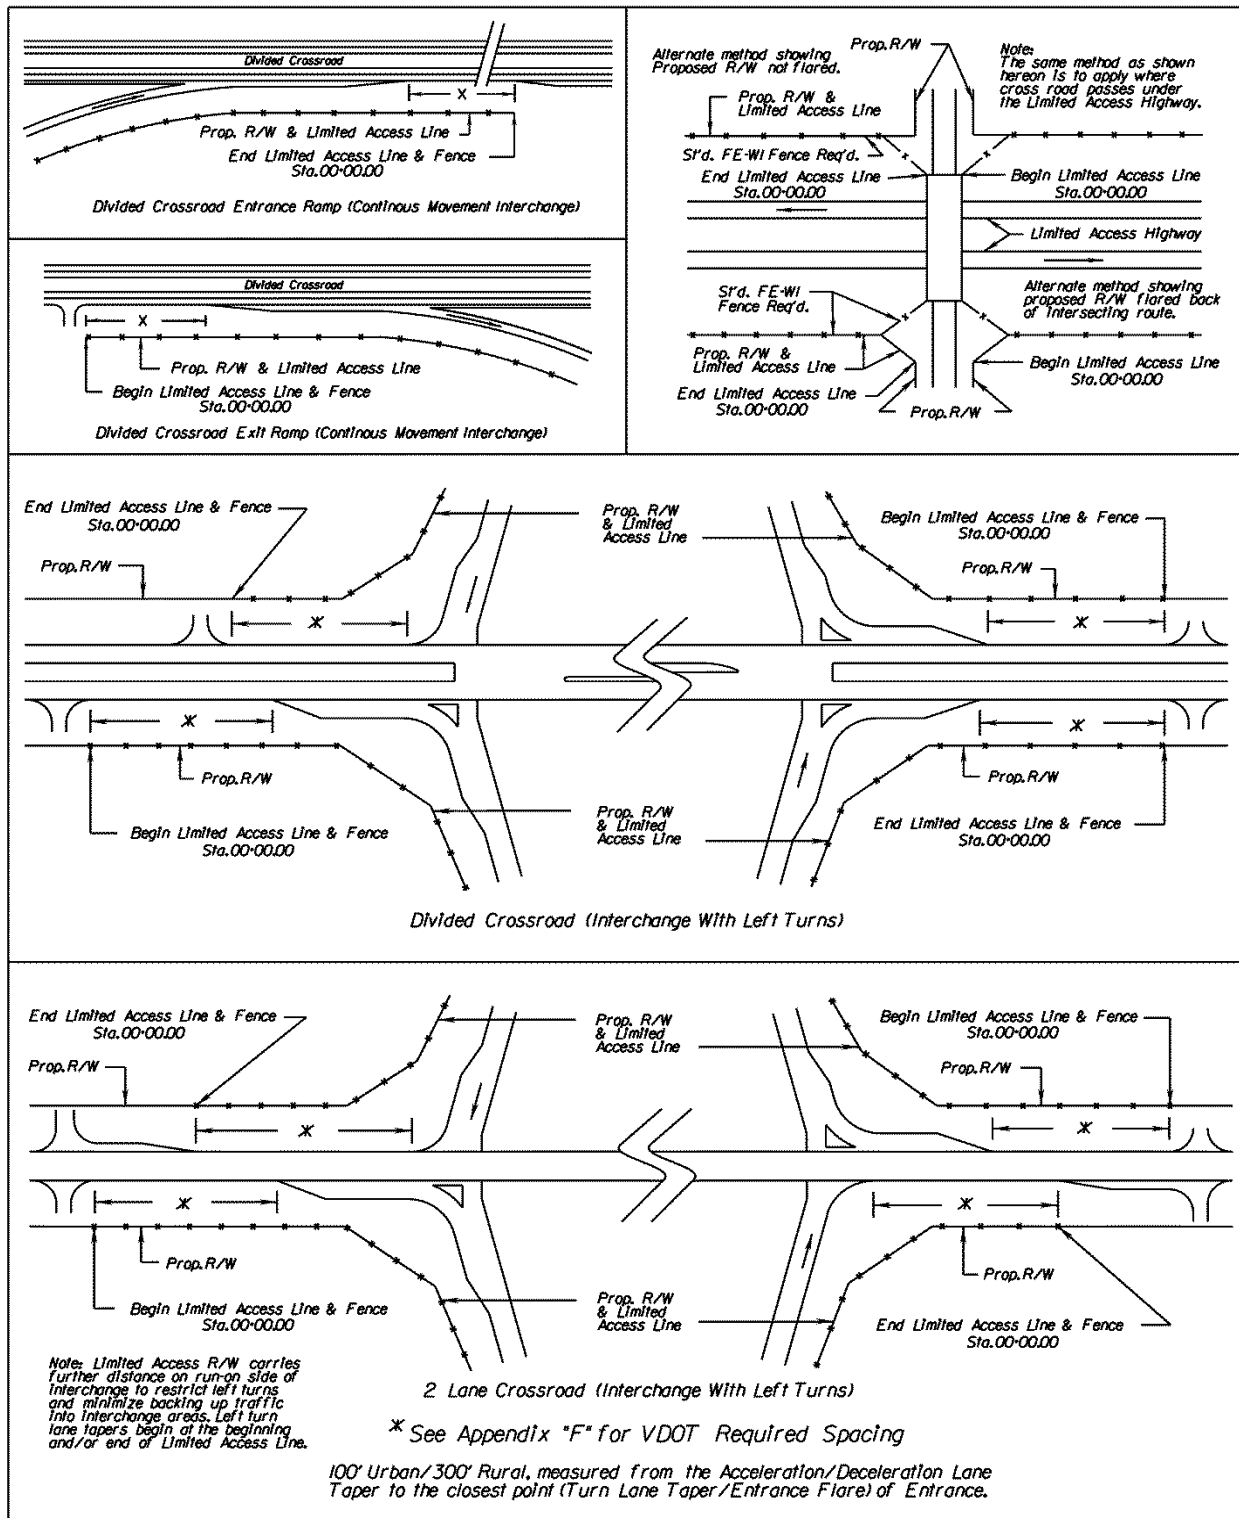 Divided Crossroad
X
Prop. R/W & Limited Access Line
End Limited Access Line & Fence
Sta.00+00.00
Divided Crossroad Entrance Ramp (Continous Movement Interchange)
Divided Crossroad
X
Prop. R/W & Limited Access Line
Begin Limited Access Line & Fence
Sta.00+00.00
Divided Crossroad Exit Ramp (Continous Movement Interchange)
Alternate method showing
Proposed R/W not flared.
Prop. R/W
Note:
The same method as shown
hereon is to apply where
cross road passes under
the Limited Access Highway.
Prop. R/W &
Limited Access Line
St'd. FE-W1 Fence Req'd.
End Limited Access Line
Sta.00+00.00
Begin Limited Access Line
Sta.00+00.00
Limited Access Highway
St'd. FE-W1
Fence Req'd.
Alternate method showing
proposed R/W flared back
of intersecting route.
Prop. R/W &
Limited Access Line
End Limited Access Line
Sta.00+00.00
Begin Limited Access Line
Sta.00+00.00
Prop.R/W
End Limited Access Line & Fence
Sta.00+00.00
Prop.R/W
Prop. R/W
& Limited
Access Line
Begin Limited Access Line & Fence
Sta.00+00.00
Prop.R/W
*
*
*
*
Prop.R/W
Prop.R/W
Begin Limited Access Line & Fence
Sta.00+00.00
Prop. R/W
& Limited
Access Line
End Limited Access Line & Fence
Sta.00+00.00
Divided Crossroad (Interchange With Left Turns)
End Limited Access Line & Fence
Sta.00+00.00
Prop.R/W
Prop. R/W
& Limited
Access Line
Begin Limited Access Line & Fence
Sta.00+00.00
Prop.R/W
*
*
*
*
Prop.R/W
Prop.R/W
Begin Limited Access Line & Fence
Sta.00+00.00
Prop. R/W
& Limited
Access Line
End Limited Access Line & Fence
Sta.00+00.00
Note: Limited Access R/W carries
further distance on run-on side of
interchange to restrict left turns
and minimize backing up traffic
into interchange areas. Left turn
lane tapers begin at the beginning
and/or end of Limited Access Line.
2 Lane Crossroad (Interchange With Left Turns)
* See Appendix "F" for VDOT Required Spacing
100' Urban/300' Rural, measured from the Acceleration/Deceleration Lane
Taper to the closest point (Turn Lane Taper/Entrance Flare) of Entrance.